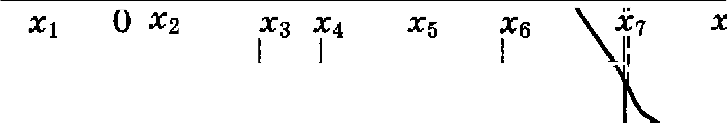 x₁ 0 x₂ x₃ x₄ x₅ x₆ x₇ x